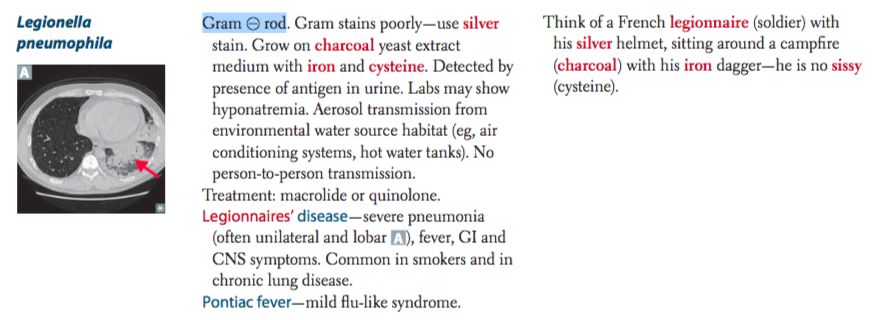 Legionella
pneumophila
A
Gram ⊖ rod. Gram stains poorly—use silver
stain. Grow on charcoal yeast extract
medium with iron and cysteine. Detected by
presence of antigen in urine. Labs may show
hyponatremia. Aerosol transmission from
environmental water source habitat (eg, air
conditioning systems, hot water tanks). No
person-to-person transmission.
Treatment: macrolide or quinolone.
Legionnaires’ disease—severe pneumonia
(often unilateral and lobar A), fever, GI and
CNS symptoms. Common in smokers and in
chronic lung disease.
Pontiac fever—mild flu-like syndrome.
Think of a French legionnaire (soldier) with
his silver helmet, sitting around a campfire
(charcoal) with his iron dagger—he is no sissy
(cysteine).